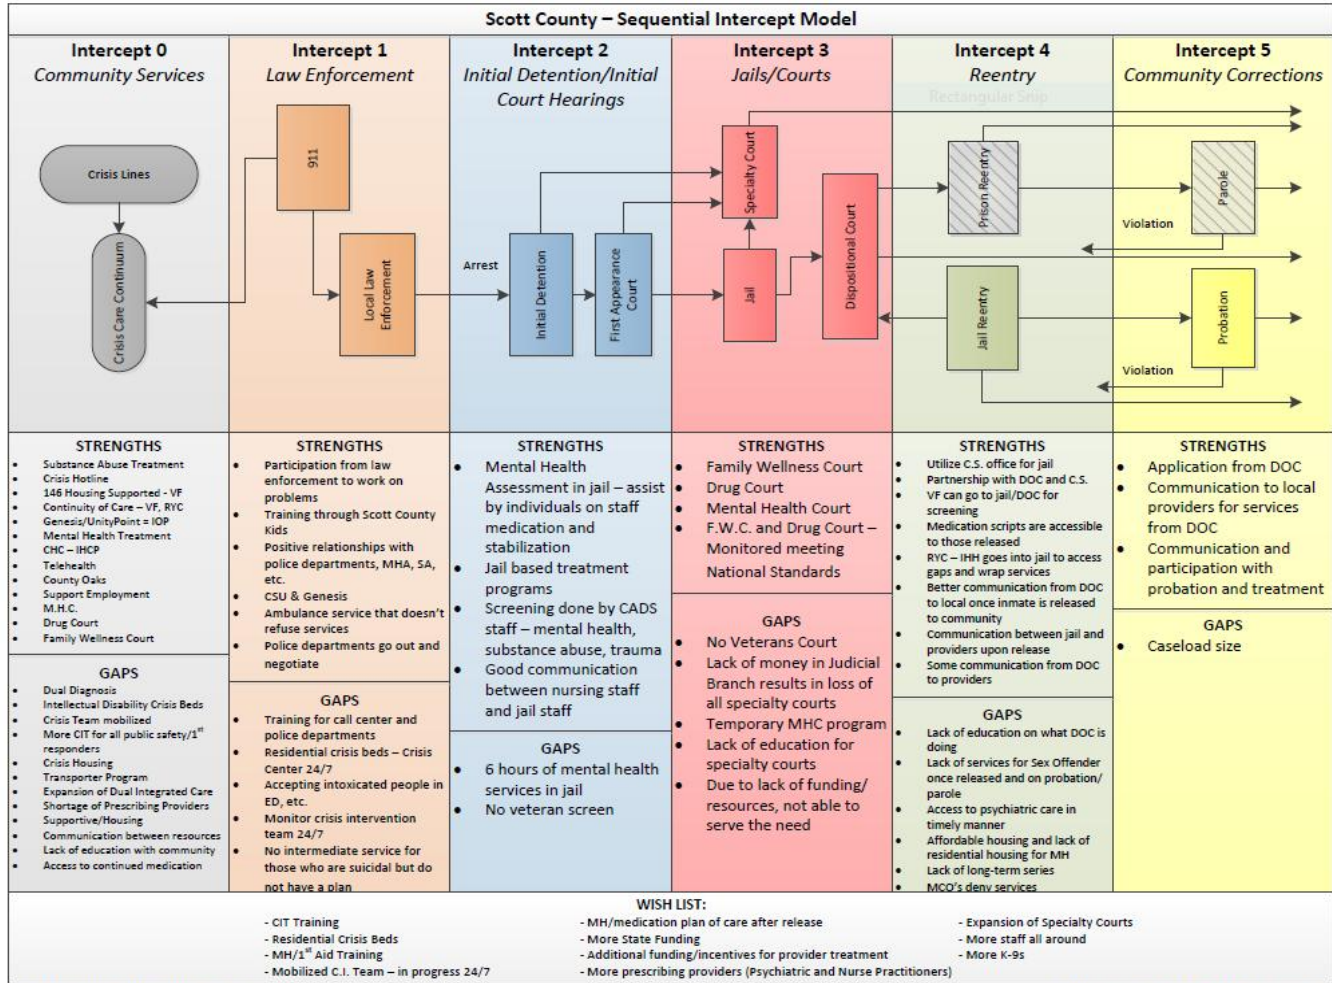 Scott County – Sequential Intercept Model
Intercept 0
Community Services
Intercept 1
Law Enforcement
Intercept 2
Initial Detention/Initial
Court Hearings
Intercept 3
Jails/Courts
Intercept 4
Reentry
Intercept 5
Community Corrections
Rectangular Snip
Crisis Lines
Crisis Care Continuum
911
Local Law
Enforcement
Arrest
Initial Detention
First Appearance
Court
Specialty Court
Jail
Dispositional Court
Prison Reentry
Jail Reentry
Parole
Violation
Probation
Violation
STRENGTHS
• Substance Abuse Treatment
• Crisis Hotline
• 146 Housing Supported - VF
• Continuity of Care – VF, RYC
• Genesis/UnityPoint = IOP
• Mental Health Treatment
• CHC – IHCP
• Telehealth
• County Oaks
• Support Employment
• M.H.C.
• Drug Court
• Family Wellness Court
GAPS
• Dual Diagnosis
• Intellectual Disability Crisis Beds
• Crisis Team mobilized
• More CIT for all public safety/1st
responders
• Crisis Housing
• Transporter Program
• Expansion of Dual Integrated Care
• Shortage of Prescribing Providers
• Supportive/Housing
• Communication between resources
• Lack of education with community
• Access to continued medication
STRENGTHS
• Participation from law
enforcement to work on
problems
• Training through Scott County
Kids
• Positive relationships with
police departments, MHA, SA,
etc.
• CSU & Genesis
• Ambulance service that doesn't
refuse services
• Police departments go out and
negotiate
GAPS
• Training for call center and
police departments
• Residential crisis beds – Crisis
Center 24/7
• Accepting intoxicated people in
ED, etc.
• Monitor crisis intervention
team 24/7
• No intermediate service for
those who are suicidal but do
not have a plan
STRENGTHS
• Mental Health
Assessment in jail – assist
by individuals on staff
medication and
stabilization
• Jail based treatment
programs
• Screening done by CADS
staff – mental health,
substance abuse, trauma
• Good communication
between nursing staff
and jail staff
GAPS
• 6 hours of mental health
services in jail
• No veteran screen
STRENGTHS
• Family Wellness Court
• Drug Court
• Mental Health Court
• F.W.C. and Drug Court –
Monitored meeting
National Standards
GAPS
• No Veterans Court
• Lack of money in Judicial
Branch results in loss of
all specialty courts
• Temporary MHC program
• Lack of education for
specialty courts
• Due to lack of funding/
resources, not able to
serve the need
STRENGTHS
• Utilize C.S. office for jail
• Partnership with DOC and C.S.
• VF can go to jail/DOC for
screening
• Medication scripts are accessible
to those released
• RYC – IHH goes into jail to access
gaps and wrap services
• Better communication from DOC
to local once inmate is released
to community
• Communication between jail and
providers upon release
• Some communication from DOC
to providers
GAPS
• Lack of education on what DOC is
doing
• Lack of services for Sex Offender
once released and on probation/
parole
• Access to psychiatric care in
timely manner
• Affordable housing and lack of
residential housing for MH
• Lack of long-term series
• MCO's deny services
STRENGTHS
• Application from DOC
• Communication to local
providers for services
from DOC
• Communication and
participation with
probation and treatment
GAPS
• Caseload size
WISH LIST:
- CIT Training
- Residential Crisis Beds
- MH/1st Aid Training
- Mobilized C.I. Team – in progress 24/7
- MH/medication plan of care after release
- More State Funding
- Additional funding/incentives for provider treatment
- More prescribing providers (Psychiatric and Nurse Practitioners)
- Expansion of Specialty Courts
- More staff all around
- More K-9s